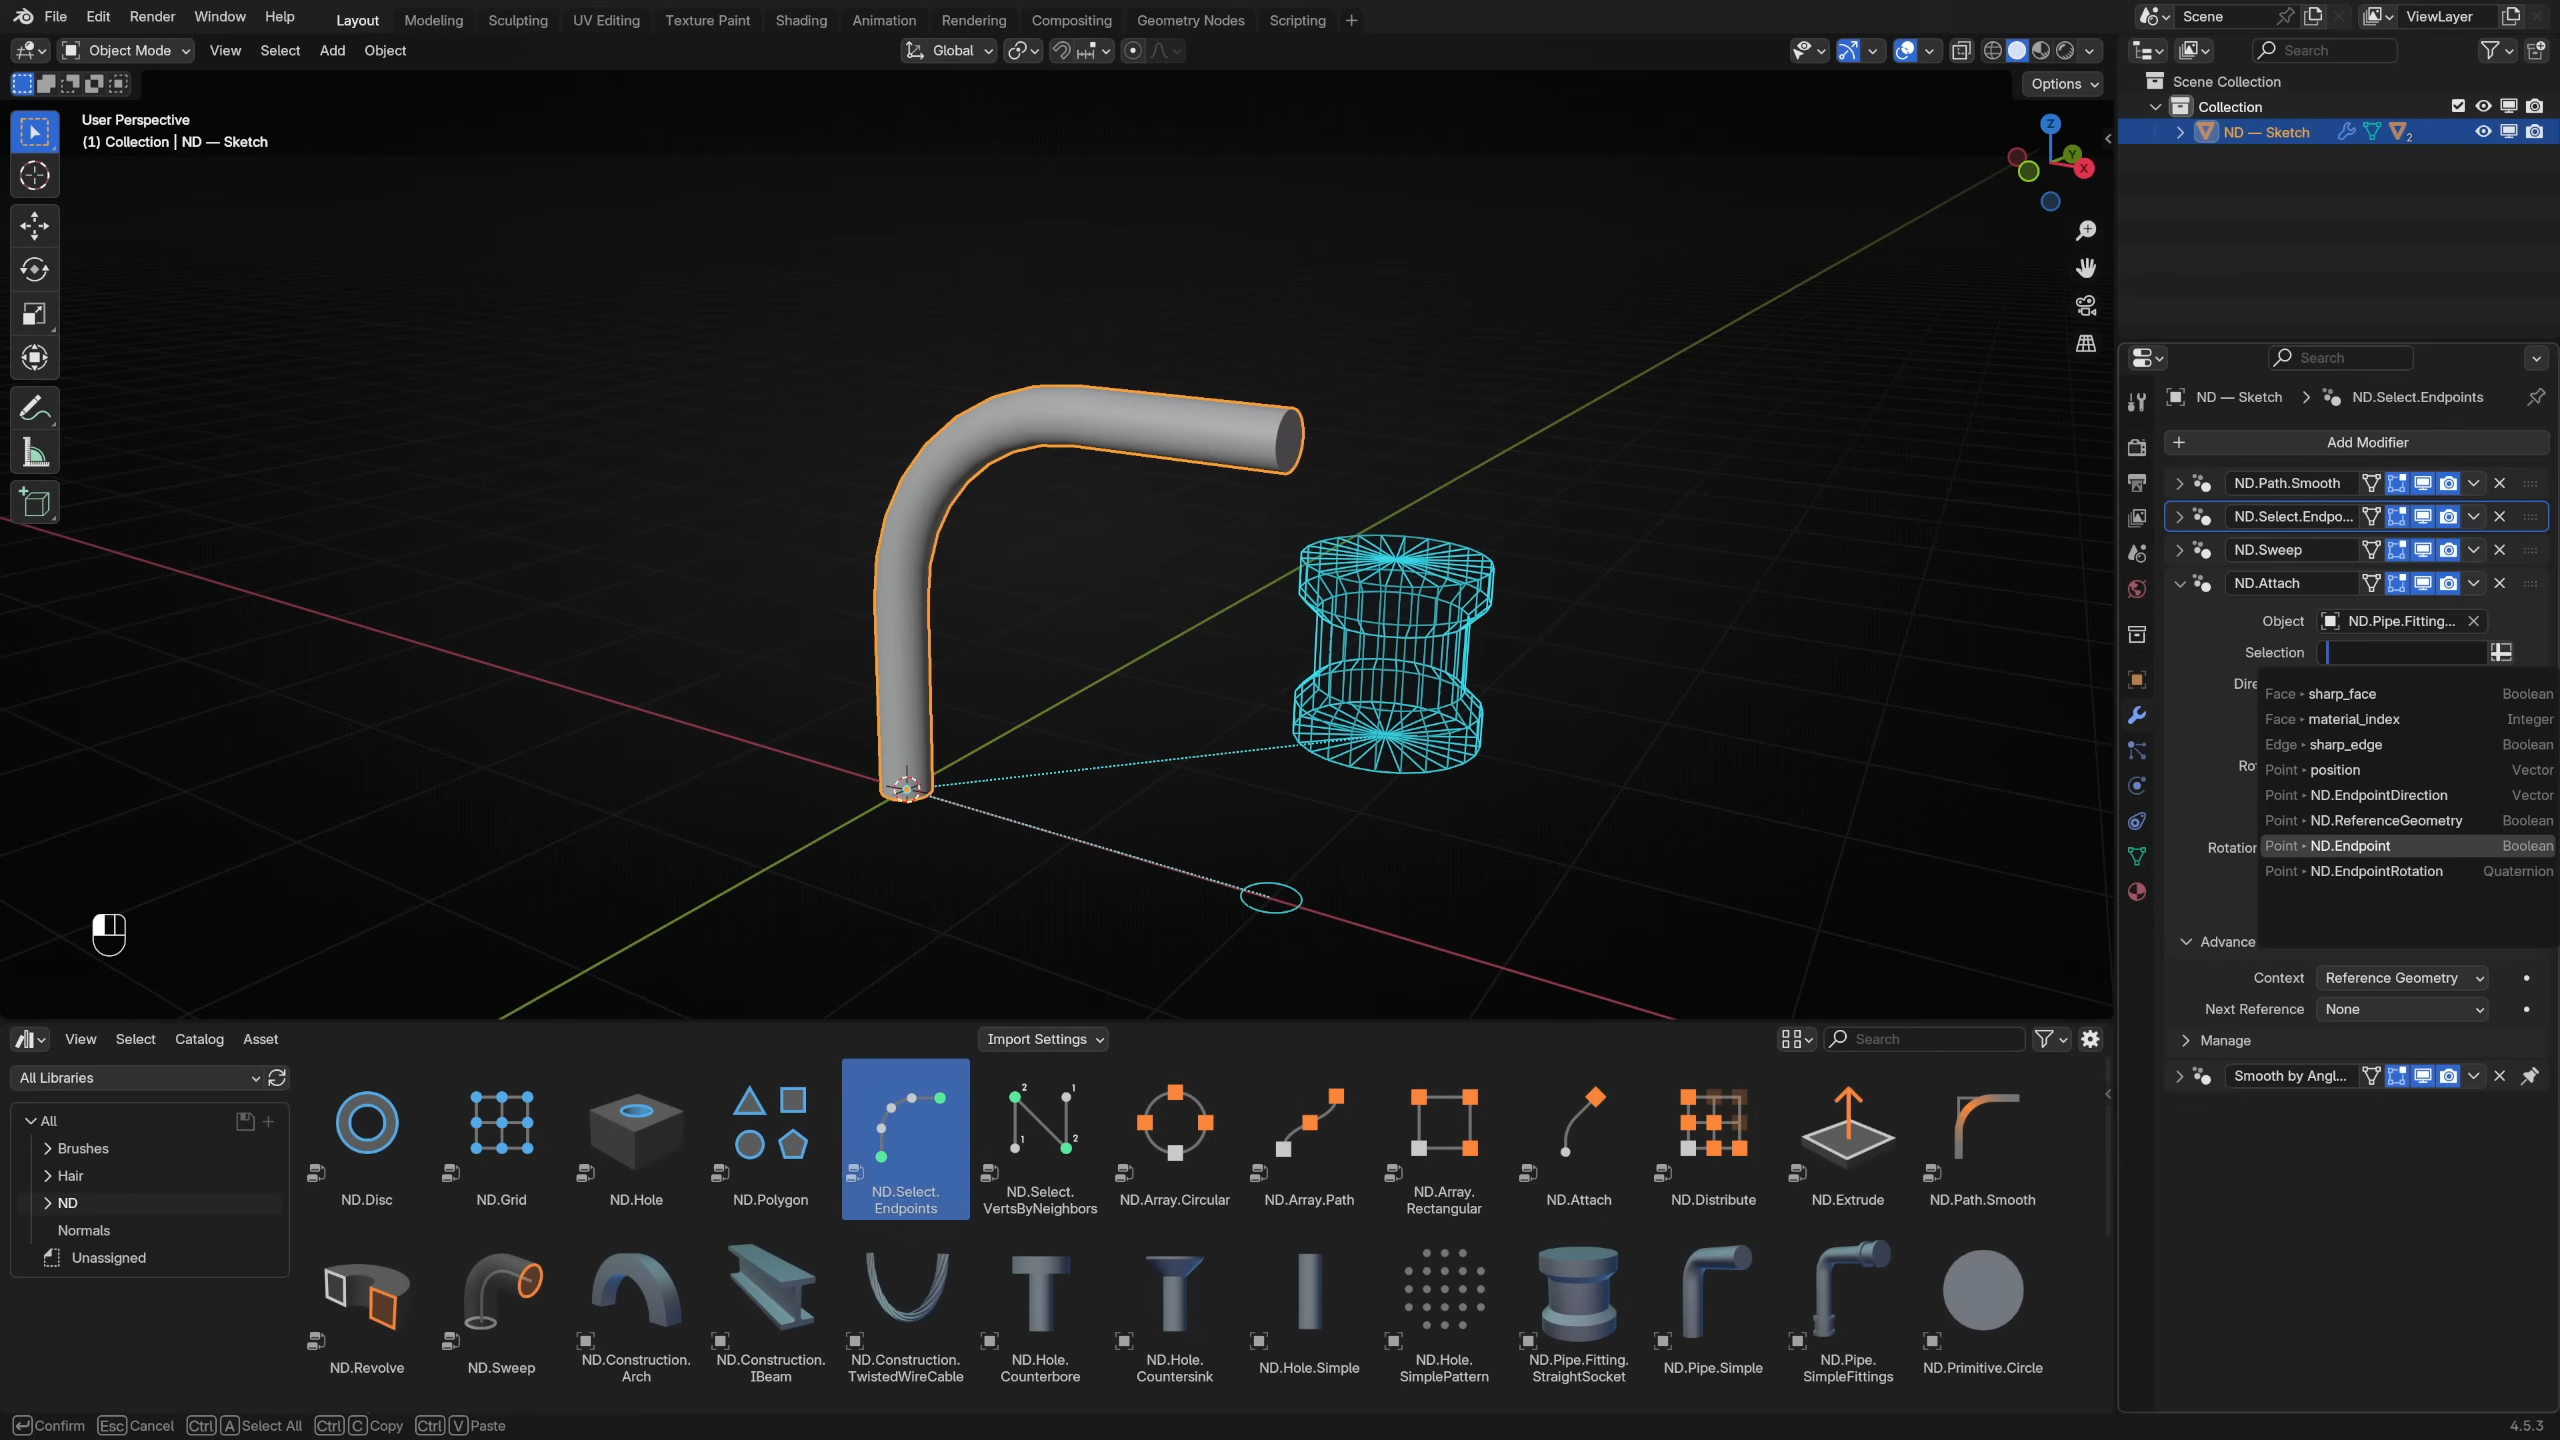 File Edit Render Window Help Layout Modeling Sculpting UV Editing Texture Paint Shading Animation Rendering Compositing Geometry Nodes Scripting Scene ViewLayer
Object Mode View Select Add Object Global Search
Options
User Perspective
(1) Collection | ND — Sketch
Z
Y
X
Scene Collection
Collection
ND — Sketch 2
Search
ND — Sketch ND.Select.Endpoints
Add Modifier
ND.Path.Smooth
ND.Select.Endpo...
ND.Sweep
ND.Attach
Object ND.Pipe.Fitting...
Selection
Dire
Ro
Rotation
Face sharp_face Boolean
Face material_index Integer
Edge sharp_edge Boolean
Point position Vector
Point ND.EndpointDirection Vector
Point ND.ReferenceGeometry Boolean
Point ND.Endpoint Boolean
Point ND.EndpointRotation Quaternion
Advance
Context Reference Geometry
Next Reference None
Manage
Smooth by Angl...
View Select Catalog Asset Import Settings Search
All Libraries
All
Brushes
Hair
ND
Normals
Unassigned
ND.Disc
ND.Grid
ND.Hole
ND.Polygon
ND.Select.
Endpoints
2 1
1 2
ND.Select.
VertsByNeighbors
ND.Array.Circular
ND.Array.Path
ND.Array.
Rectangular
ND.Attach
ND.Distribute
ND.Extrude
ND.Path.Smooth
ND.Revolve
ND.Sweep
ND.Construction.
Arch
ND.Construction.
IBeam
ND.Construction.
TwistedWireCable
ND.Hole.
Counterbore
ND.Hole.
Countersink
ND.Hole.Simple
ND.Hole.
SimplePattern
ND.Pipe.Fitting.
StraightSocket
ND.Pipe.Simple
ND.Pipe.
SimpleFittings
ND.Primitive.Circle
Confirm Esc Cancel Ctrl A Select All Ctrl C Copy Ctrl V Paste 4.5.3